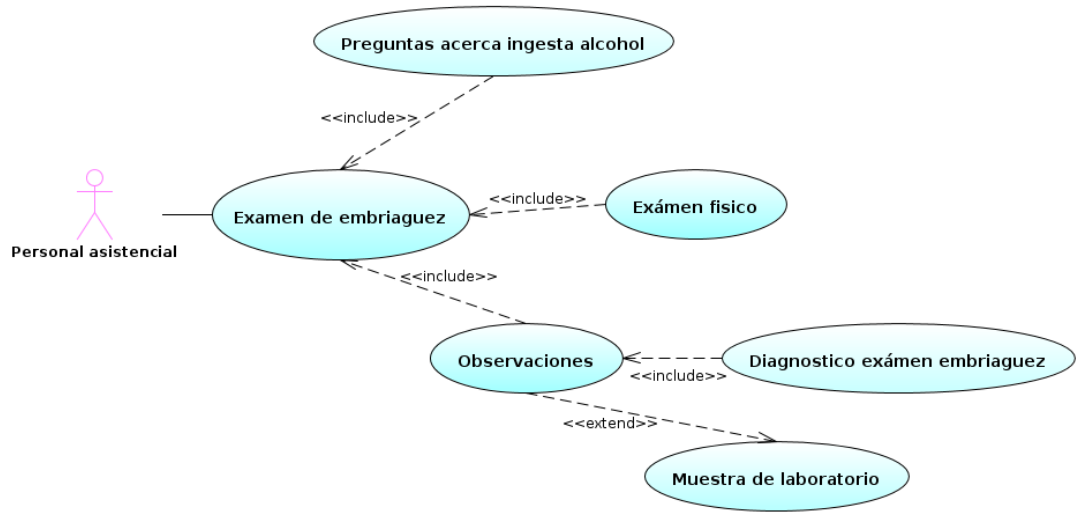 Preguntas acerca ingesta alcohol
<<include>>
Examen de embriaguez
<<include>>
Exámen fisico
Personal asistencial
<<include>>
Observaciones
Diagnostico exámen embriaguez
<<include>>
<<extend>>
Muestra de laboratorio